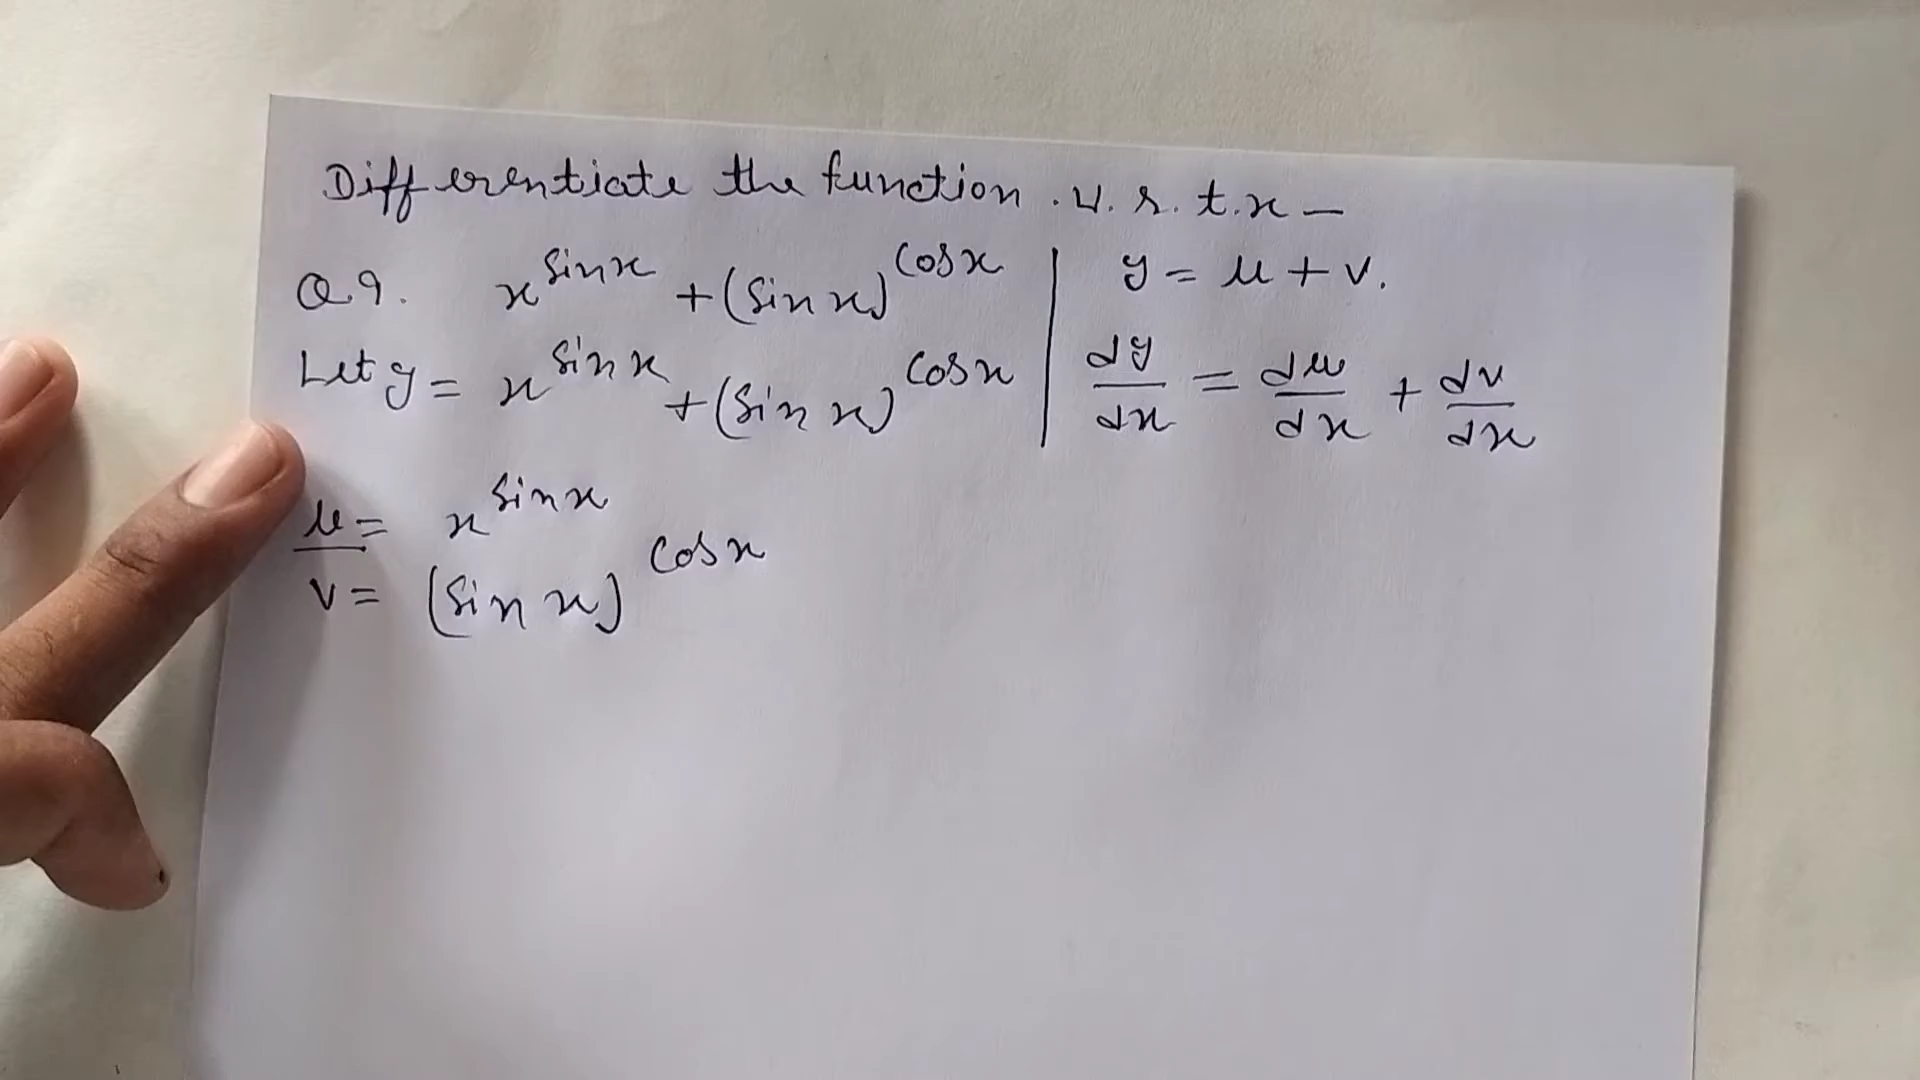 Differentiate the function .w.r.t.x —
Q9. x^sinx + (sin x)^cosx
Let y = x^sinx + (sin x)^cosx
u = x^sinx
v = (sin x)^cosx
y = u + v.
dy/dx = du/dx + dv/dx